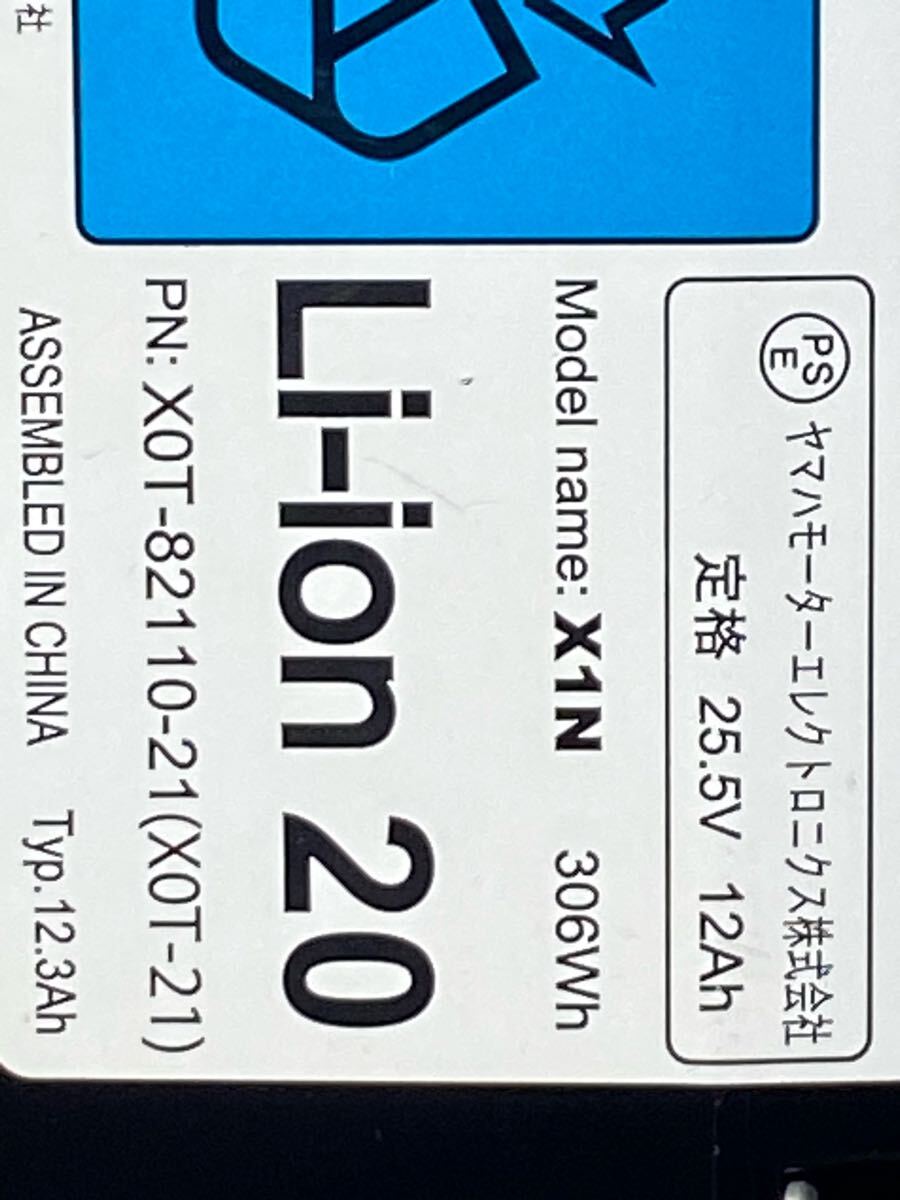 PSE ヤマハモーターエレクトロニクス株式会社
定格 25.5V 12Ah
Model name: X1N 306Wh
Li-ion 20
PN: X0T-82110-21(X0T-21)
ASSEMBLED IN CHINA Typ.12.3Ah
社